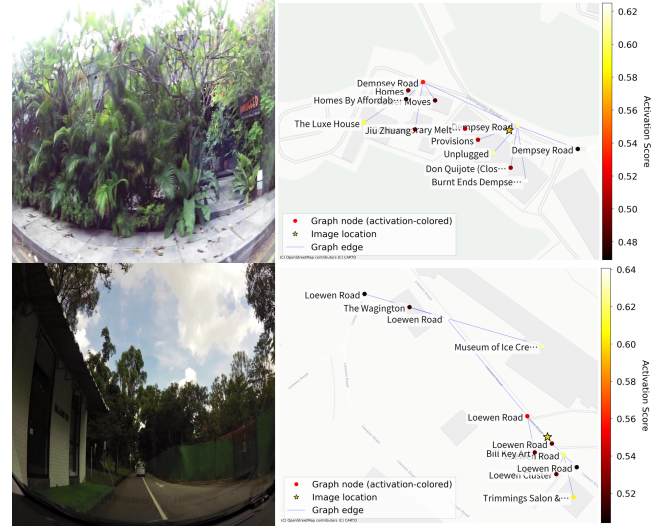 UNPLUGGED
Dempsey Road
Homes
Homes By Affordab···
Moves
The Luxe House
Jiu Zhuang
Dempsey Road
Provisions
Unplugged
Dempsey Road
Don Quijote (Clos···
Burnt Ends Dempse···
Graph node (activation-colored)
Image location
Graph edge
(C) OpenStreetMap contributors (C) CARTO
0.62
0.60
0.58
0.56
0.54
0.52
0.50
0.48
Activation Score
Loewen Road
The Wagington
Loewen Road
Museum of Ice Cre···
Loewen Road
Loewen Road
Bill Key Art
Loewen Road
Loewen Cluster
Trimmings Salon &···
Graph node (activation-colored)
Image location
Graph edge
(C) OpenStreetMap contributors (C) CARTO
0.64
0.62
0.60
0.58
0.56
0.54
0.52
Activation Score